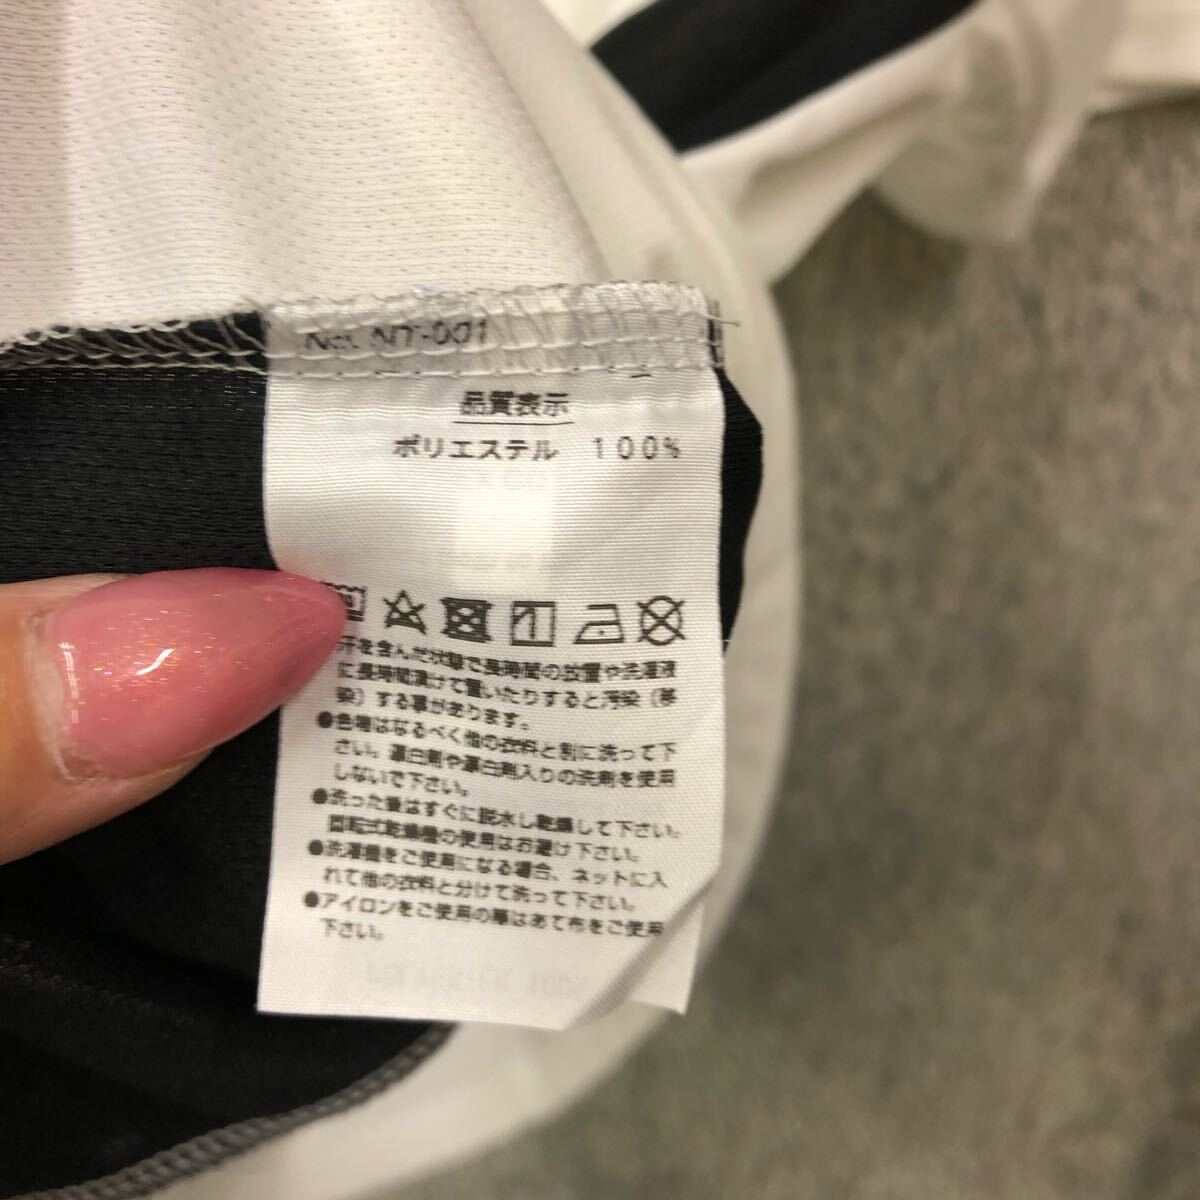 No. NT-001
品質表示
ポリエステル 100%
汗を含んだ状態で長時間の放置や洗濯液
に長時間漬けて置いたりすると汚染（移
染）する事があります。
●色物はなるべく他の衣料と別に洗って下
さい。漂白剤や漂白剤入りの洗剤を使用
しないで下さい。
●洗った後はすぐに脱水し乾燥して下さい。
回転式乾燥機の使用はお避け下さい。
●洗濯機をご使用になる場合、ネットに入
れて他の衣料と分けて洗って下さい。
●アイロンをご使用の際はあて布をご使用
下さい。